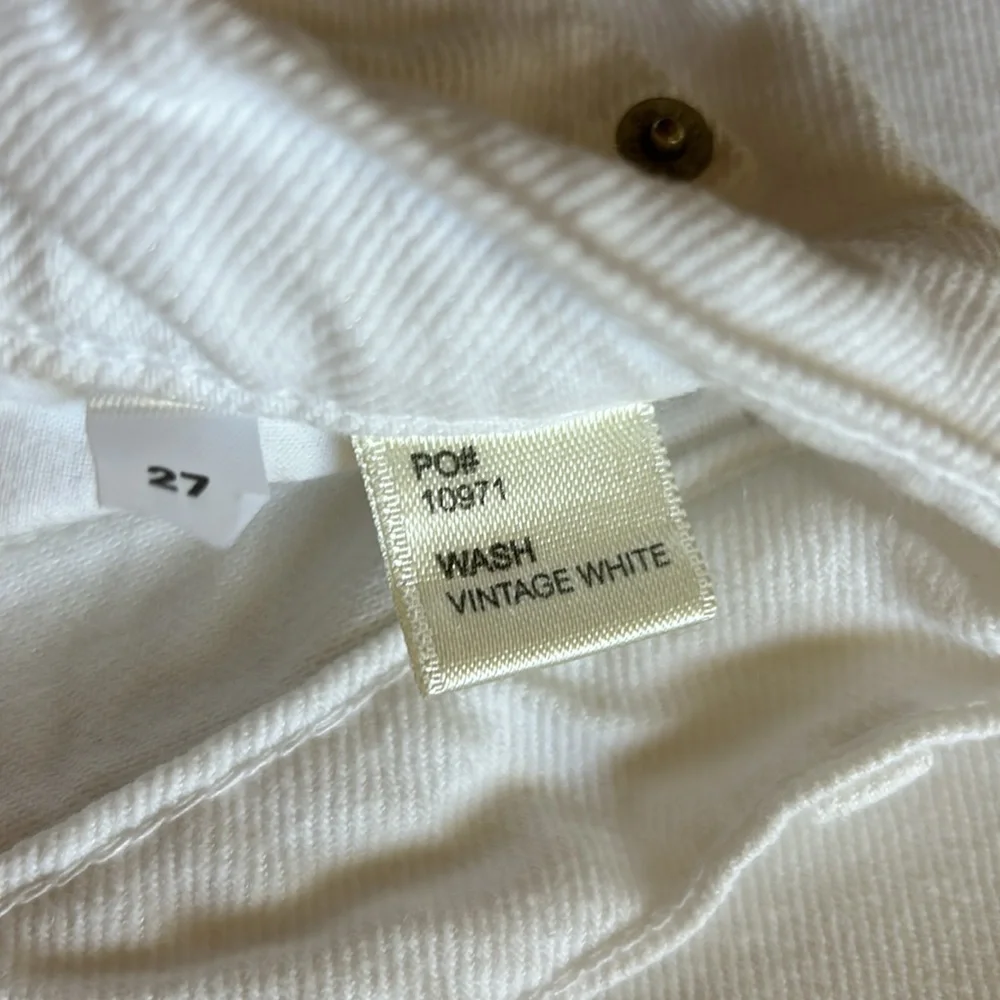 27
PO#
10971
WASH
VINTAGE WHITE